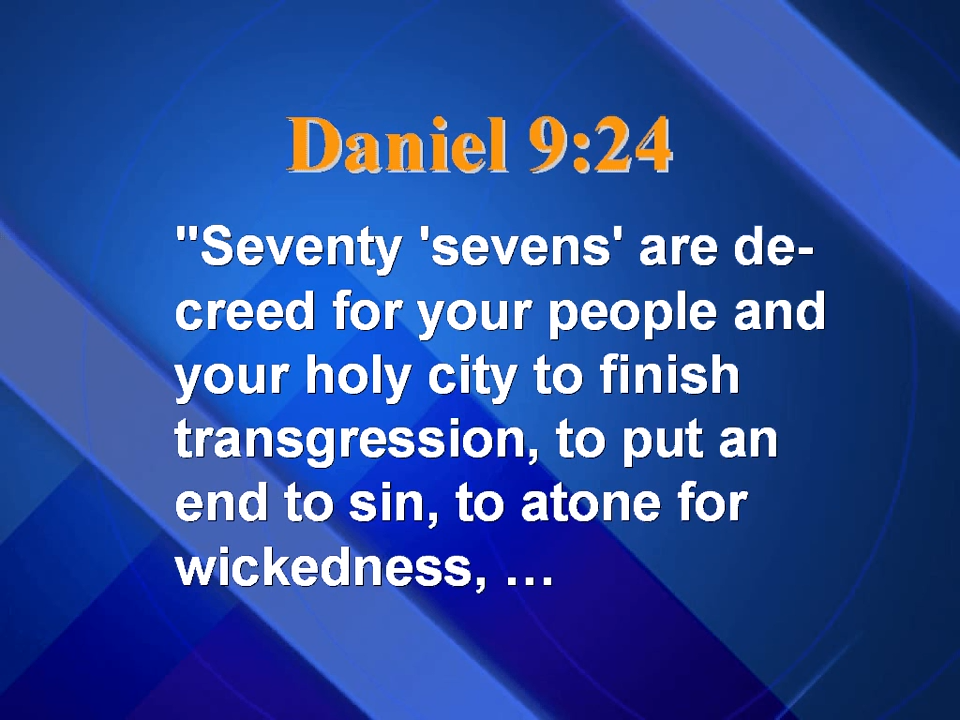 Daniel 9:24
"Seventy 'sevens' are de-
creed for your people and
your holy city to finish
transgression, to put an
end to sin, to atone for
wickedness, …